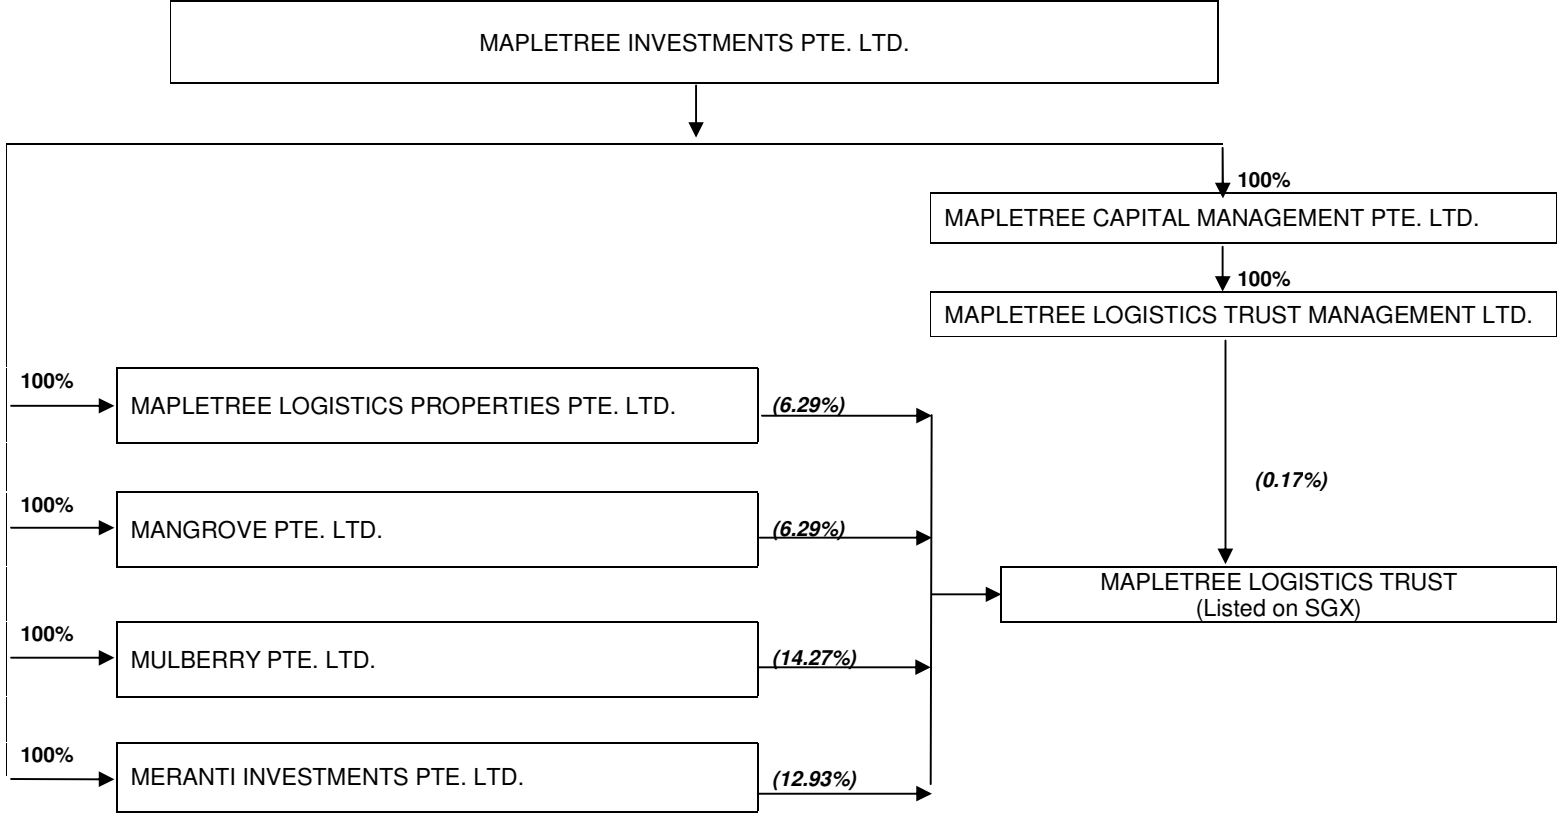 MAPLETREE INVESTMENTS PTE. LTD.
100%
MAPLETREE CAPITAL MANAGEMENT PTE. LTD.
100%
MAPLETREE LOGISTICS TRUST MANAGEMENT LTD.
100%
MAPLETREE LOGISTICS PROPERTIES PTE. LTD.
(6.29%)
(0.17%)
100%
MANGROVE PTE. LTD.
(6.29%)
MAPLETREE LOGISTICS TRUST
(Listed on SGX)
100%
MULBERRY PTE. LTD.
(14.27%)
100%
MERANTI INVESTMENTS PTE. LTD.
(12.93%)